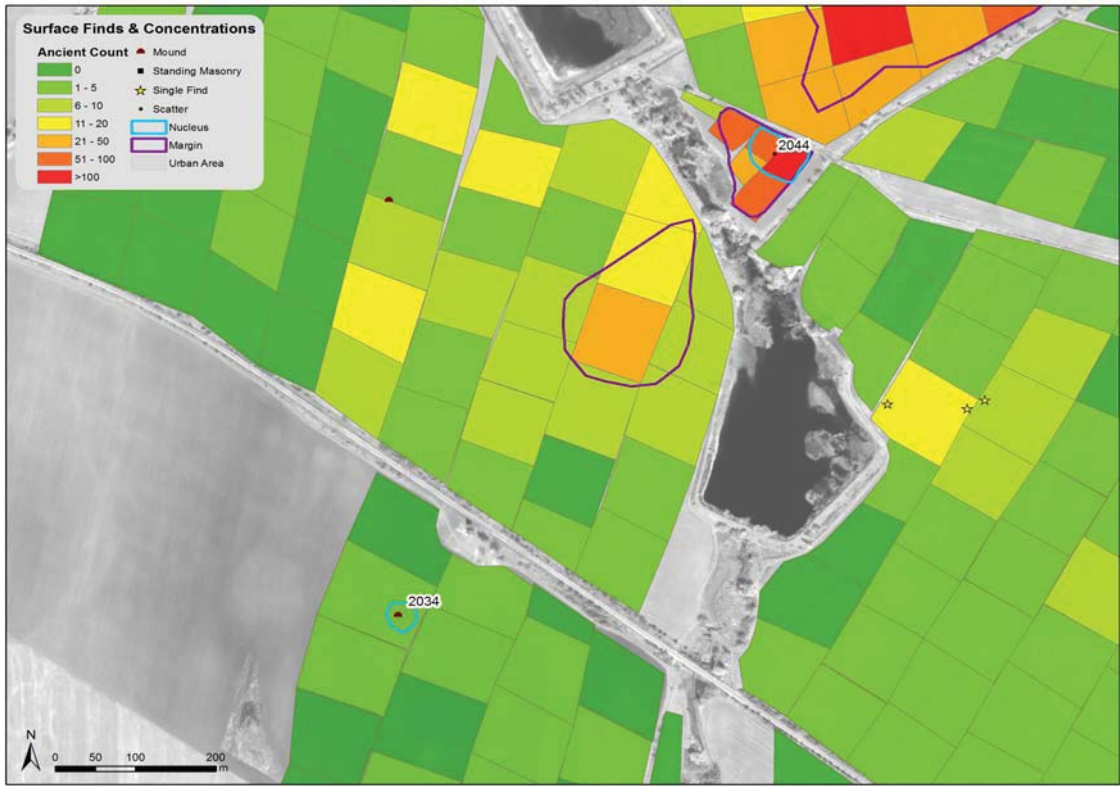 Surface Finds & Concentrations
Ancient Count
0
1 - 5
6 - 10
11 - 20
21 - 50
51 - 100
>100
Mound
Standing Masonry
Single Find
Scatter
Nucleus
Margin
Urban Area
2044
2034
N
0 50 100 200
m